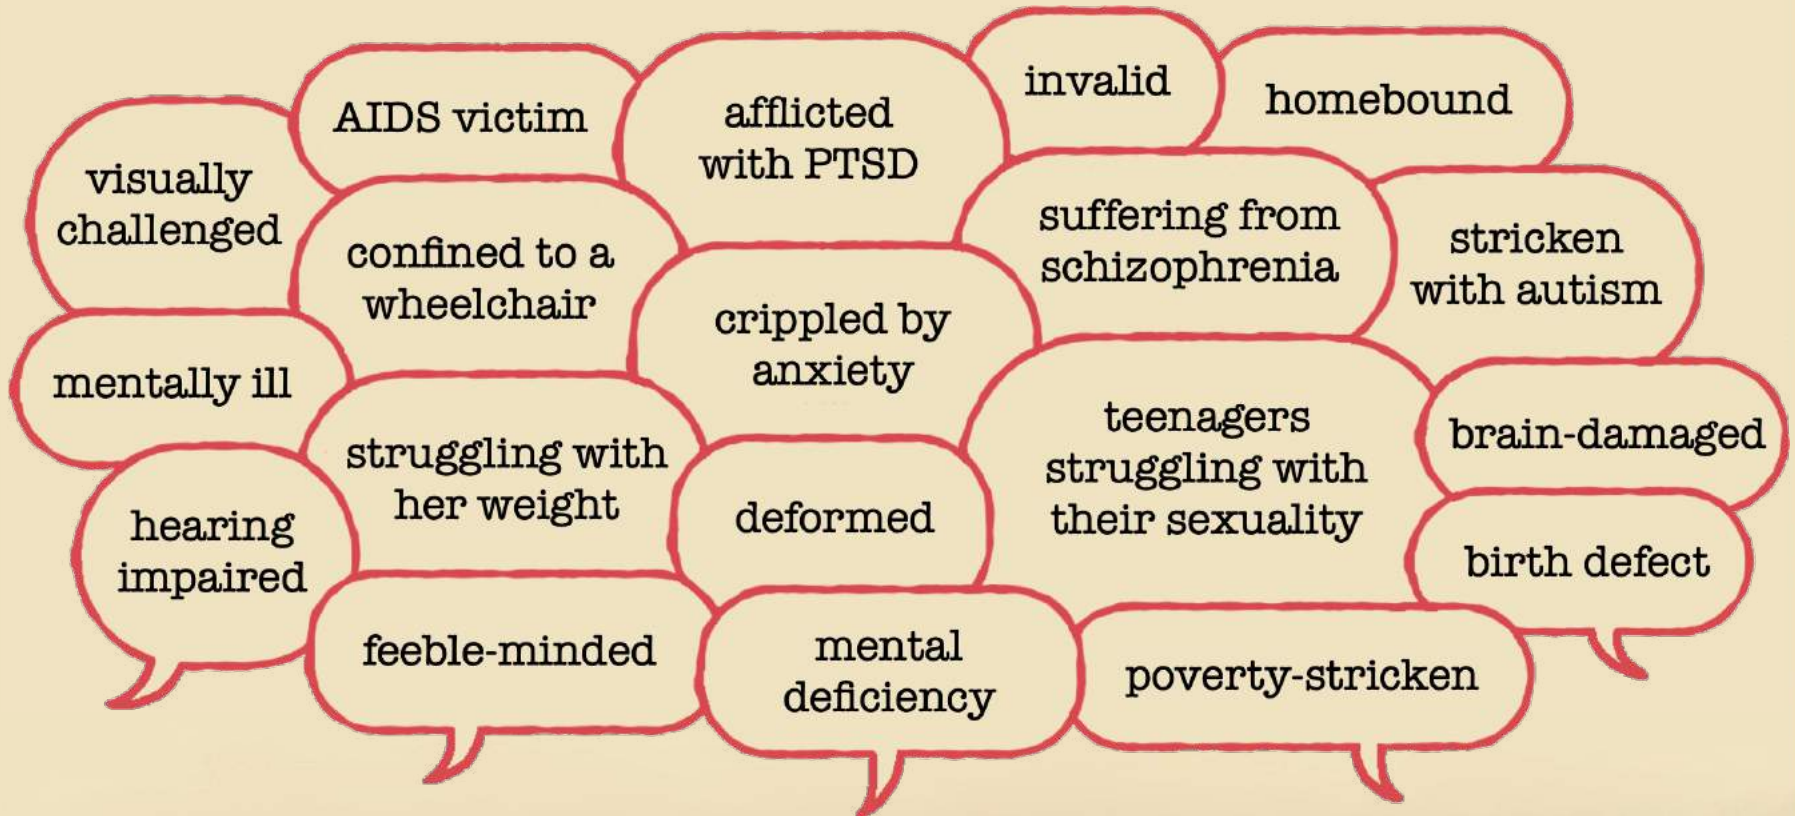 invalid
homebound
AIDS victim
afflicted
with PTSD
visually
challenged
confined to a
wheelchair
suffering from
schizophrenia
stricken
with autism
crippled by
anxiety
mentally ill
struggling with
her weight
teenagers
struggling with
their sexuality
brain-damaged
hearing
impaired
deformed
birth defect
feeble-minded
mental
deficiency
poverty-stricken